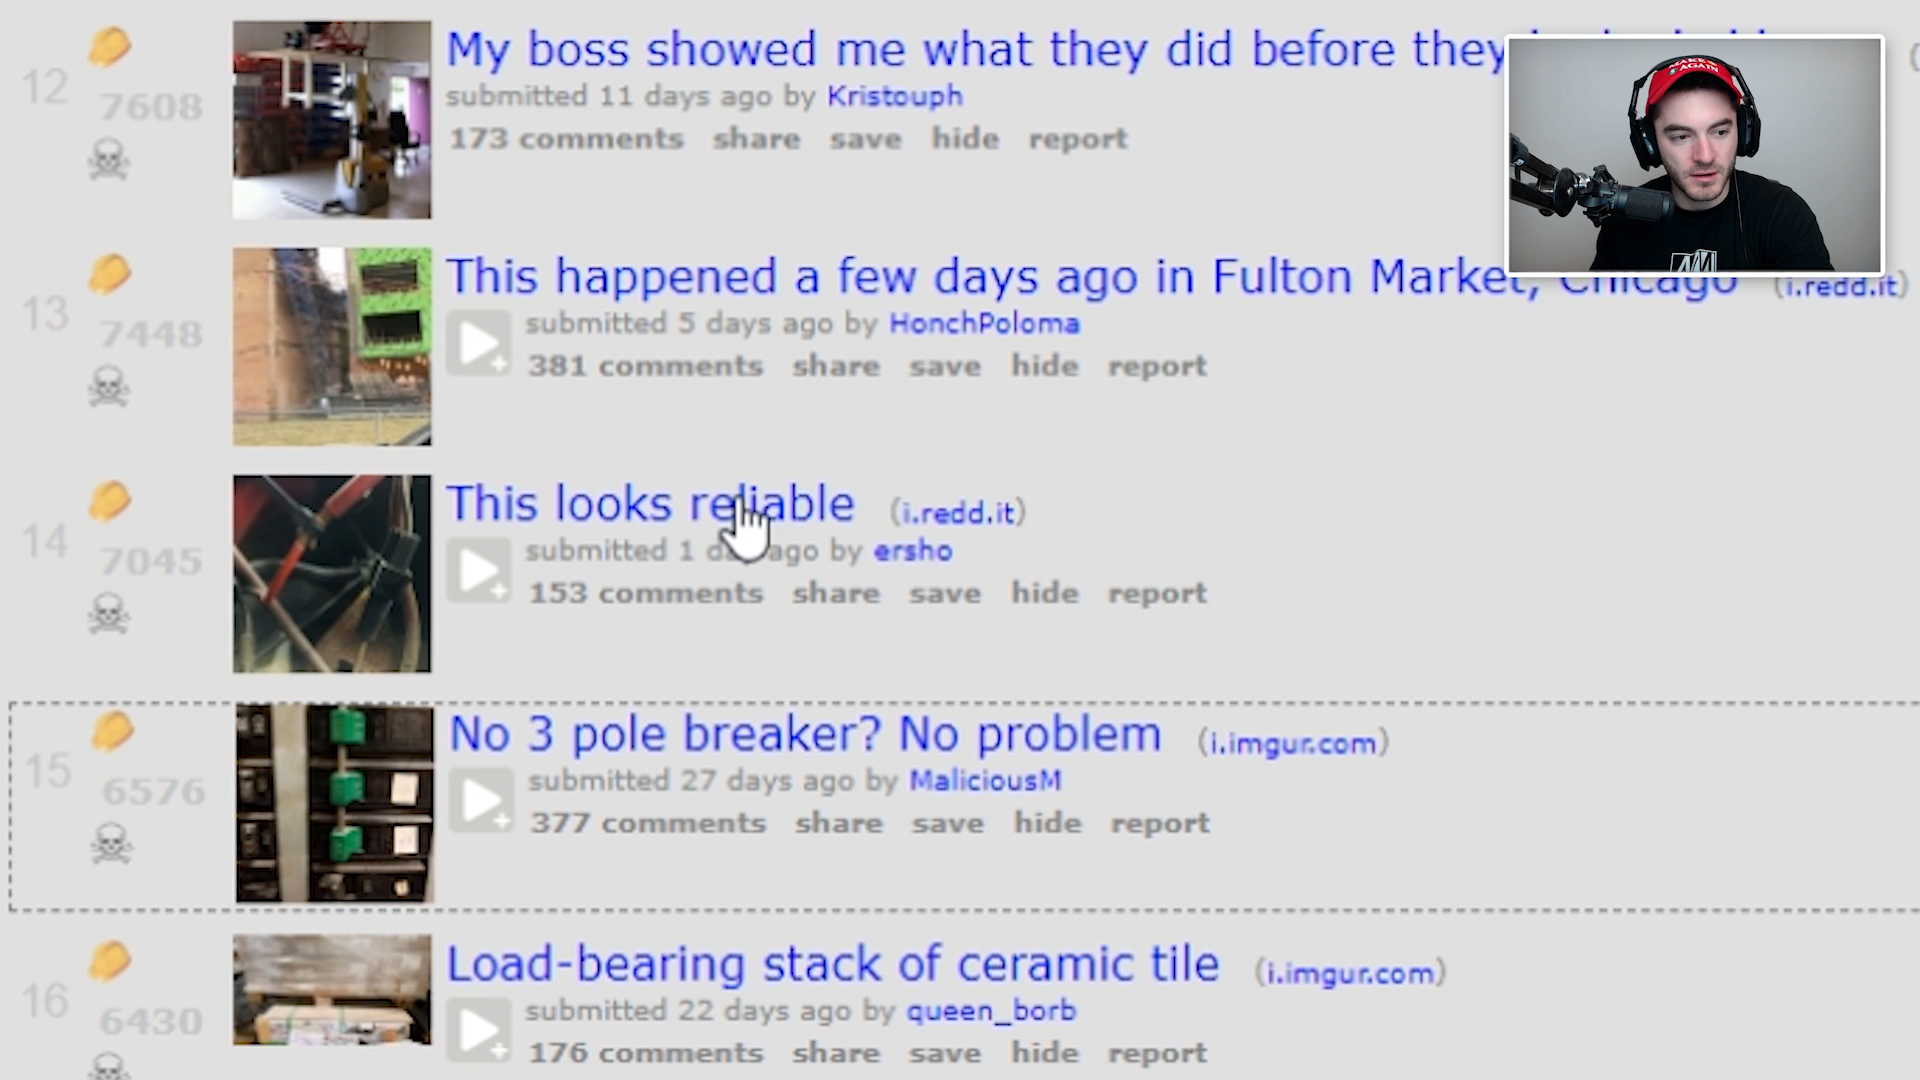 12
7608
My boss showed me what they did before they
submitted 11 days ago by Kristouph
173 comments share save hide report
MAKE
AGAIN
13
7448
This happened a few days ago in Fulton Market, Chicago (i.redd.it)
submitted 5 days ago by HonchPoloma
381 comments share save hide report
14
7045
This looks reliable (i.redd.it)
submitted 1 day ago by ersho
153 comments share save hide report
15
6576
No 3 pole breaker? No problem (i.imgur.com)
submitted 27 days ago by MaliciousM
377 comments share save hide report
16
6430
Load-bearing stack of ceramic tile (i.imgur.com)
submitted 22 days ago by queen_borb
176 comments share save hide report